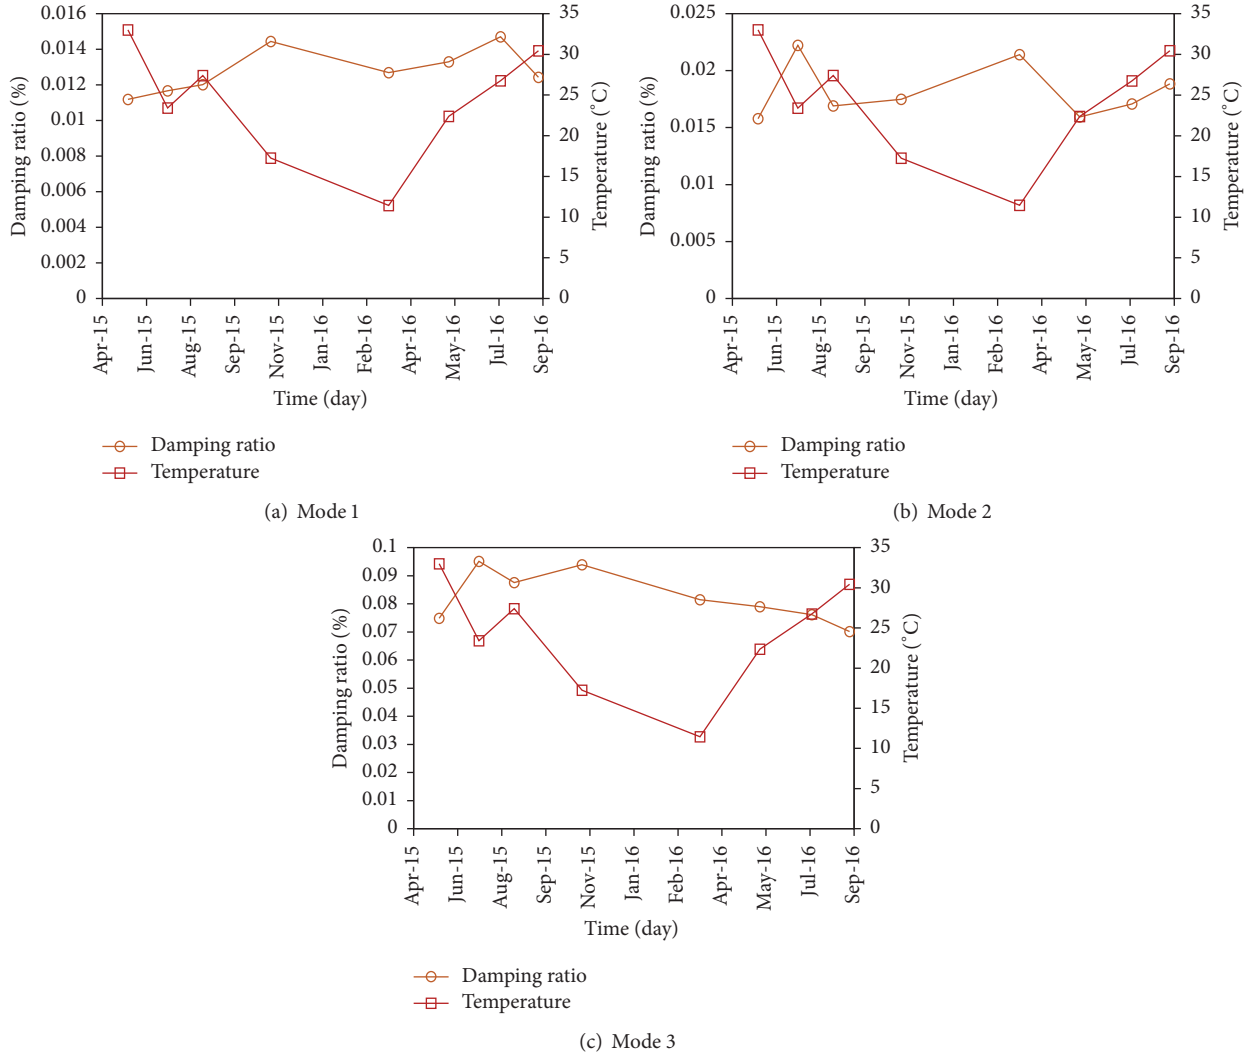 0.016
0.014
0.012
0.01
0.008
0.006
0.004
0.002
0
Damping ratio (%)
35
30
25
20
15
10
5
0
Temperature (°C)
Apr-15
Jun-15
Aug-15
Sep-15
Nov-15
Jan-16
Feb-16
Apr-16
May-16
Jul-16
Sep-16
Time (day)
Damping ratio
Temperature
(a) Mode 1
0.025
0.02
0.015
0.01
0.005
0
Damping ratio (%)
35
30
25
20
15
10
5
0
Temperature (°C)
Apr-15
Jun-15
Aug-15
Sep-15
Nov-15
Jan-16
Feb-16
Apr-16
May-16
Jul-16
Sep-16
Time (day)
Damping ratio
Temperature
(b) Mode 2
0.1
0.09
0.08
0.07
0.06
0.05
0.04
0.03
0.02
0.01
0
Damping ratio (%)
35
30
25
20
15
10
5
0
Temperature (°C)
Apr-15
Jun-15
Aug-15
Sep-15
Nov-15
Jan-16
Feb-16
Apr-16
May-16
Jul-16
Sep-16
Time (day)
Damping ratio
Temperature
(c) Mode 3